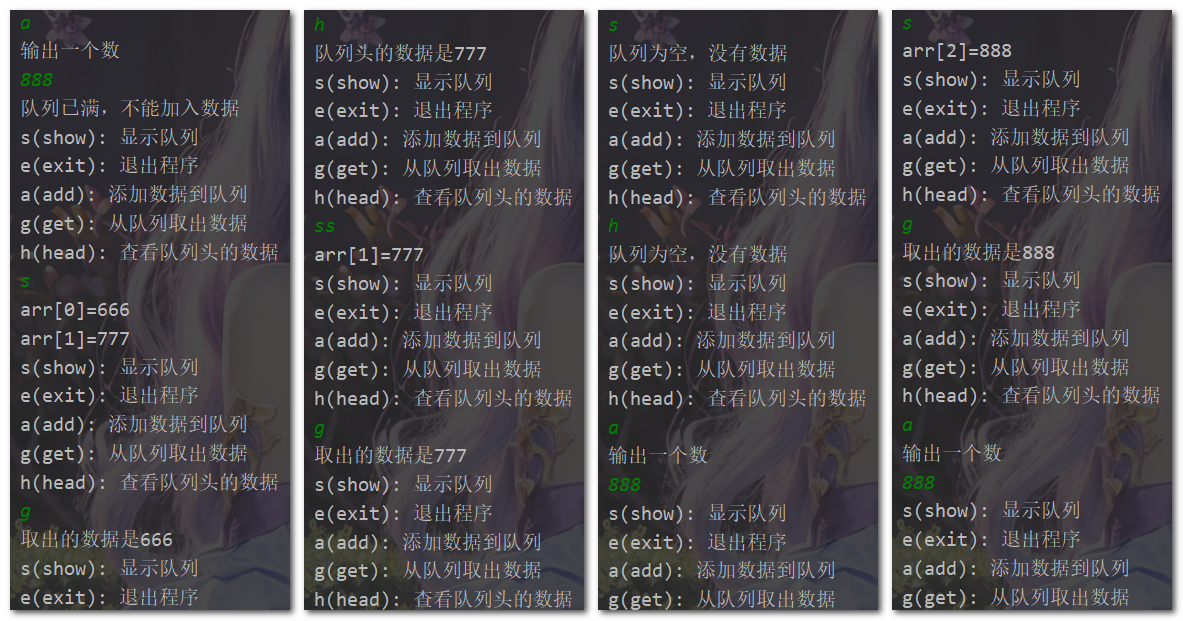 a
输出一个数
888
队列已满，不能加入数据
s(show): 显示队列
e(exit): 退出程序
a(add): 添加数据到队列
g(get): 从队列取出数据
h(head): 查看队列头的数据
s
arr[0]=666
arr[1]=777
s(show): 显示队列
e(exit): 退出程序
a(add): 添加数据到队列
g(get): 从队列取出数据
h(head): 查看队列头的数据
g
取出的数据是666
s(show): 显示队列
e(exit): 退出程序
h
队列头的数据是777
s(show): 显示队列
e(exit): 退出程序
a(add): 添加数据到队列
g(get): 从队列取出数据
h(head): 查看队列头的数据
ss
arr[1]=777
s(show): 显示队列
e(exit): 退出程序
a(add): 添加数据到队列
g(get): 从队列取出数据
h(head): 查看队列头的数据
g
取出的数据是777
s(show): 显示队列
e(exit): 退出程序
a(add): 添加数据到队列
g(get): 从队列取出数据
h(head): 查看队列头的数据
s
队列为空，没有数据
s(show): 显示队列
e(exit): 退出程序
a(add): 添加数据到队列
g(get): 从队列取出数据
h(head): 查看队列头的数据
h
队列为空，没有数据
s(show): 显示队列
e(exit): 退出程序
a(add): 添加数据到队列
g(get): 从队列取出数据
h(head): 查看队列头的数据
a
输出一个数
888
s(show): 显示队列
e(exit): 退出程序
a(add): 添加数据到队列
g(get): 从队列取出数据
s
arr[2]=888
s(show): 显示队列
e(exit): 退出程序
a(add): 添加数据到队列
g(get): 从队列取出数据
h(head): 查看队列头的数据
g
取出的数据是888
s(show): 显示队列
e(exit): 退出程序
a(add): 添加数据到队列
g(get): 从队列取出数据
h(head): 查看队列头的数据
a
输出一个数
888
s(show): 显示队列
e(exit): 退出程序
a(add): 添加数据到队列
g(get): 从队列取出数据